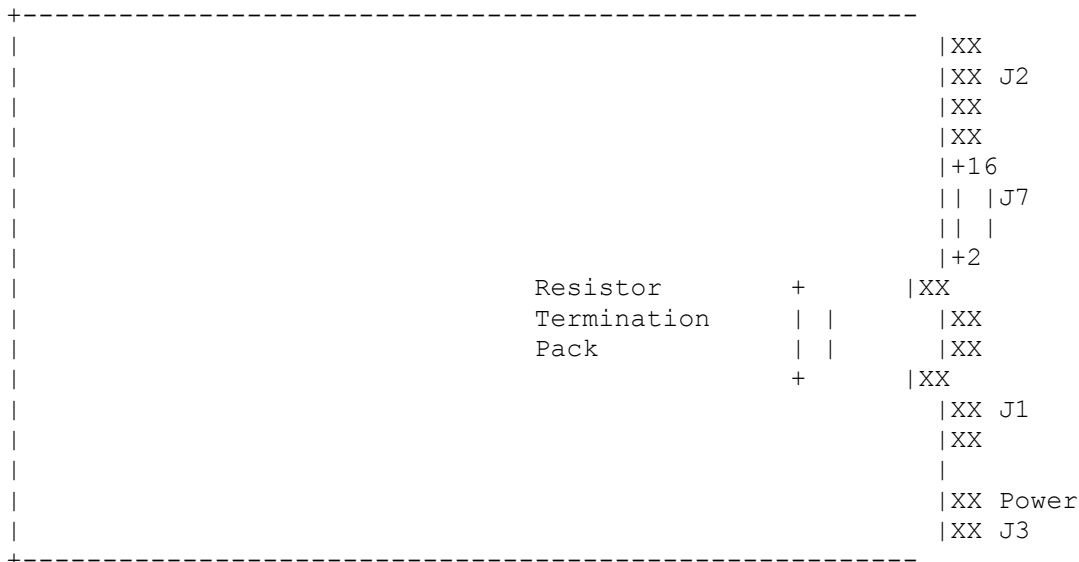 +---------------------------------------------------------
| |XX
| |XX J2
| |XX
| |XX
| |+16
| || |J7
| || |
| |+2
| Resistor + |XX
| Termination | | |XX
| Pack | | |XX
| + |XX
| |XX J1
| |XX
| |
| |XX Power
| |XX J3
+---------------------------------------------------------